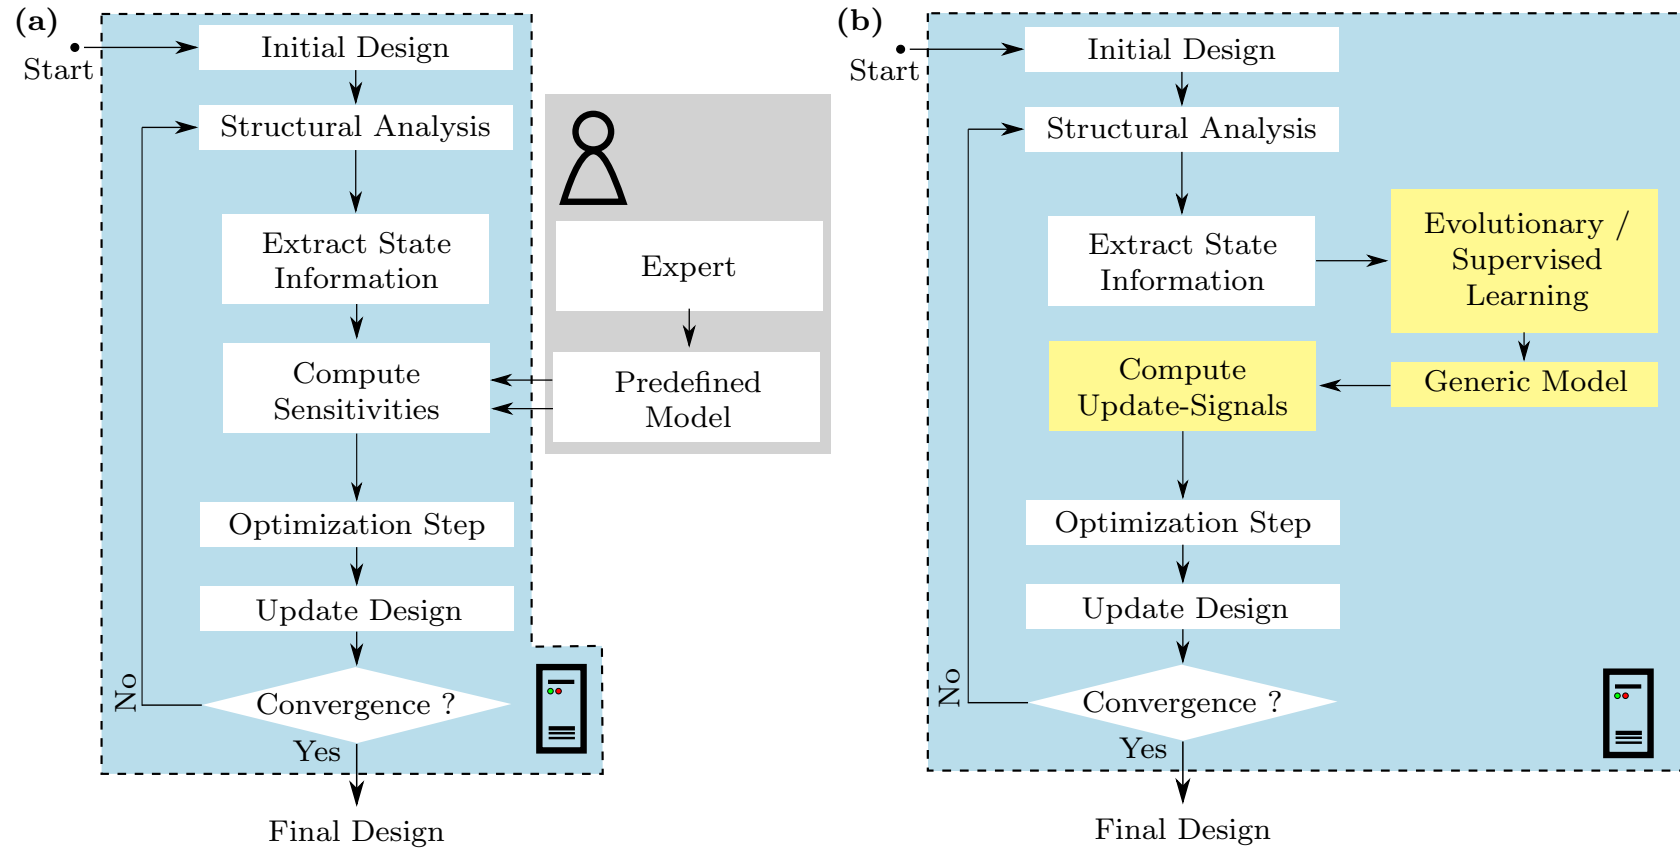 (a)
Start
Initial Design
Structural Analysis
Extract State
Information
Compute
Sensitivities
Expert
Predefined
Model
Optimization Step
Update Design
Convergence ?
No
Yes
Final Design
(b)
Start
Initial Design
Structural Analysis
Extract State
Information
Evolutionary /
Supervised
Learning
Generic Model
Compute
Update-Signals
Optimization Step
Update Design
Convergence ?
No
Yes
Final Design